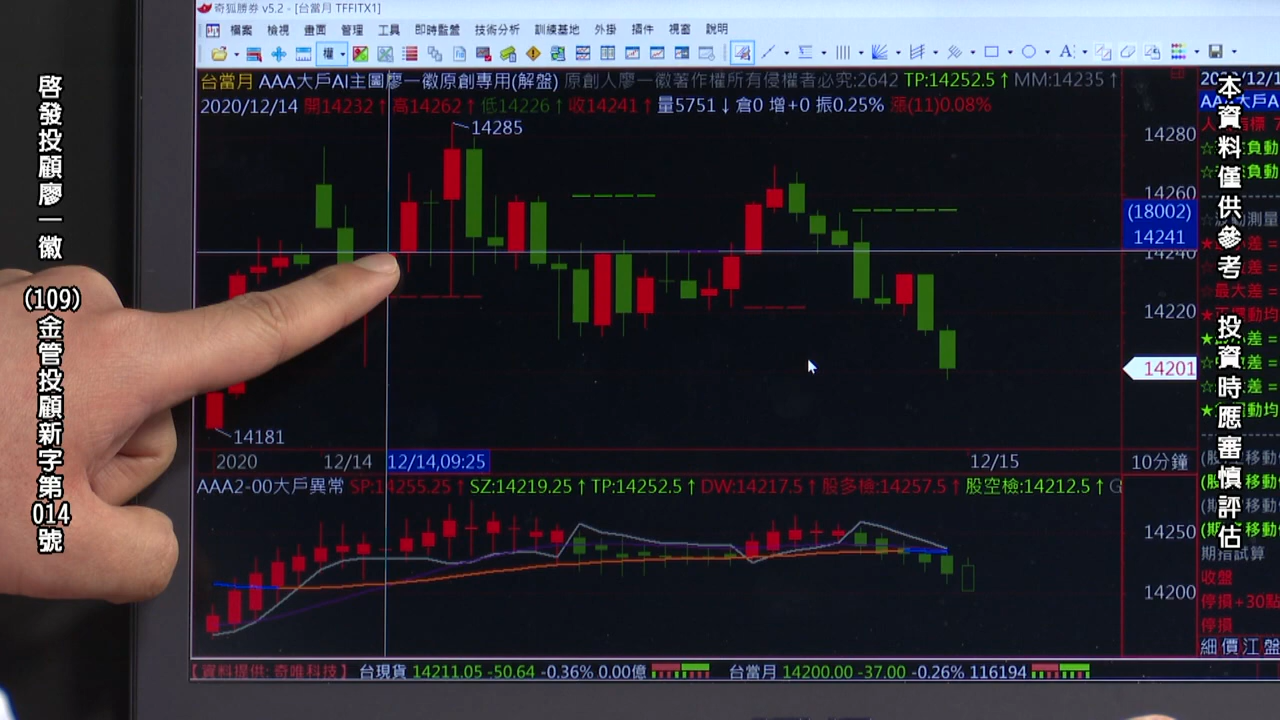 奇狐勝券 v5.2 - [台當月 TFFITX1]
檔案 檢視 畫面 管理 工具 即時監盤 技術分析 訓練基地 外掛 插件 視窗 說明
權
台當月 AAA大戶AI主圖廖一徽原創專用(解盤) 原創人廖一徽著作權所有侵權者必究:2642 TP:14252.5↑ MM:14235↑
2020/12/14 開14232↑ 高14262↑ 低14226↑ 收14241↑ 量5751↓ 倉0 增+0 振0.25% 漲(11)0.08%
14285
14280
14260
(18002)
14241
14240
14220
14201
14181
2020 12/14 12/14,09:25 12/15 10分鐘
AAA2-00大戶異常 SP:14255.25↑ SZ:14219.25↑ TP:14252.5↑ DW:14217.5↑ 股多檢:14257.5↑ 股空檢:14212.5↑ G
14250
14200
期指試算
收盤
停損+30點
停損
細 價 江 盤
【資料提供: 奇唯科技】 台現貨 14211.05 -50.64 -0.36% 0.00億 台當月 14200.00 -37.00 -0.26% 116194
啓發投顧廖一徽
(109)金管投顧新字第014號
本資料僅供參考 投資時應審慎評估